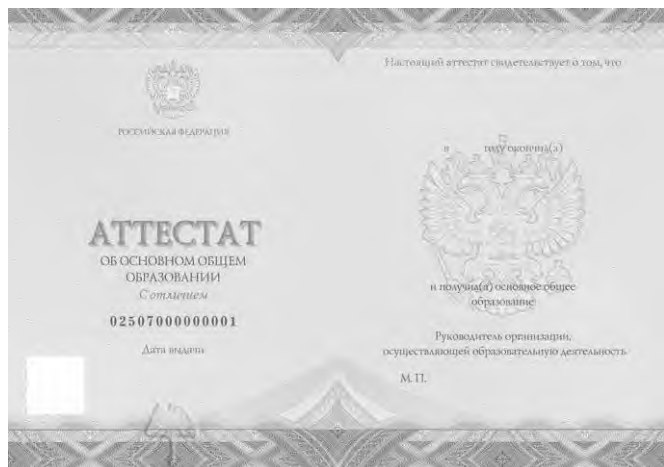 РОССИЙСКАЯ ФЕДЕРАЦИЯ
АТТЕСТАТ
ОБ ОСНОВНОМ ОБЩЕМ
ОБРАЗОВАНИИ
С отличием
02507000000001
Дата выдачи
Настоящий аттестат свидетельствует о том, что
в году окончил(а)
и получил(а) основное общее
образование
Руководитель организации,
осуществляющей образовательную деятельность
М. П.